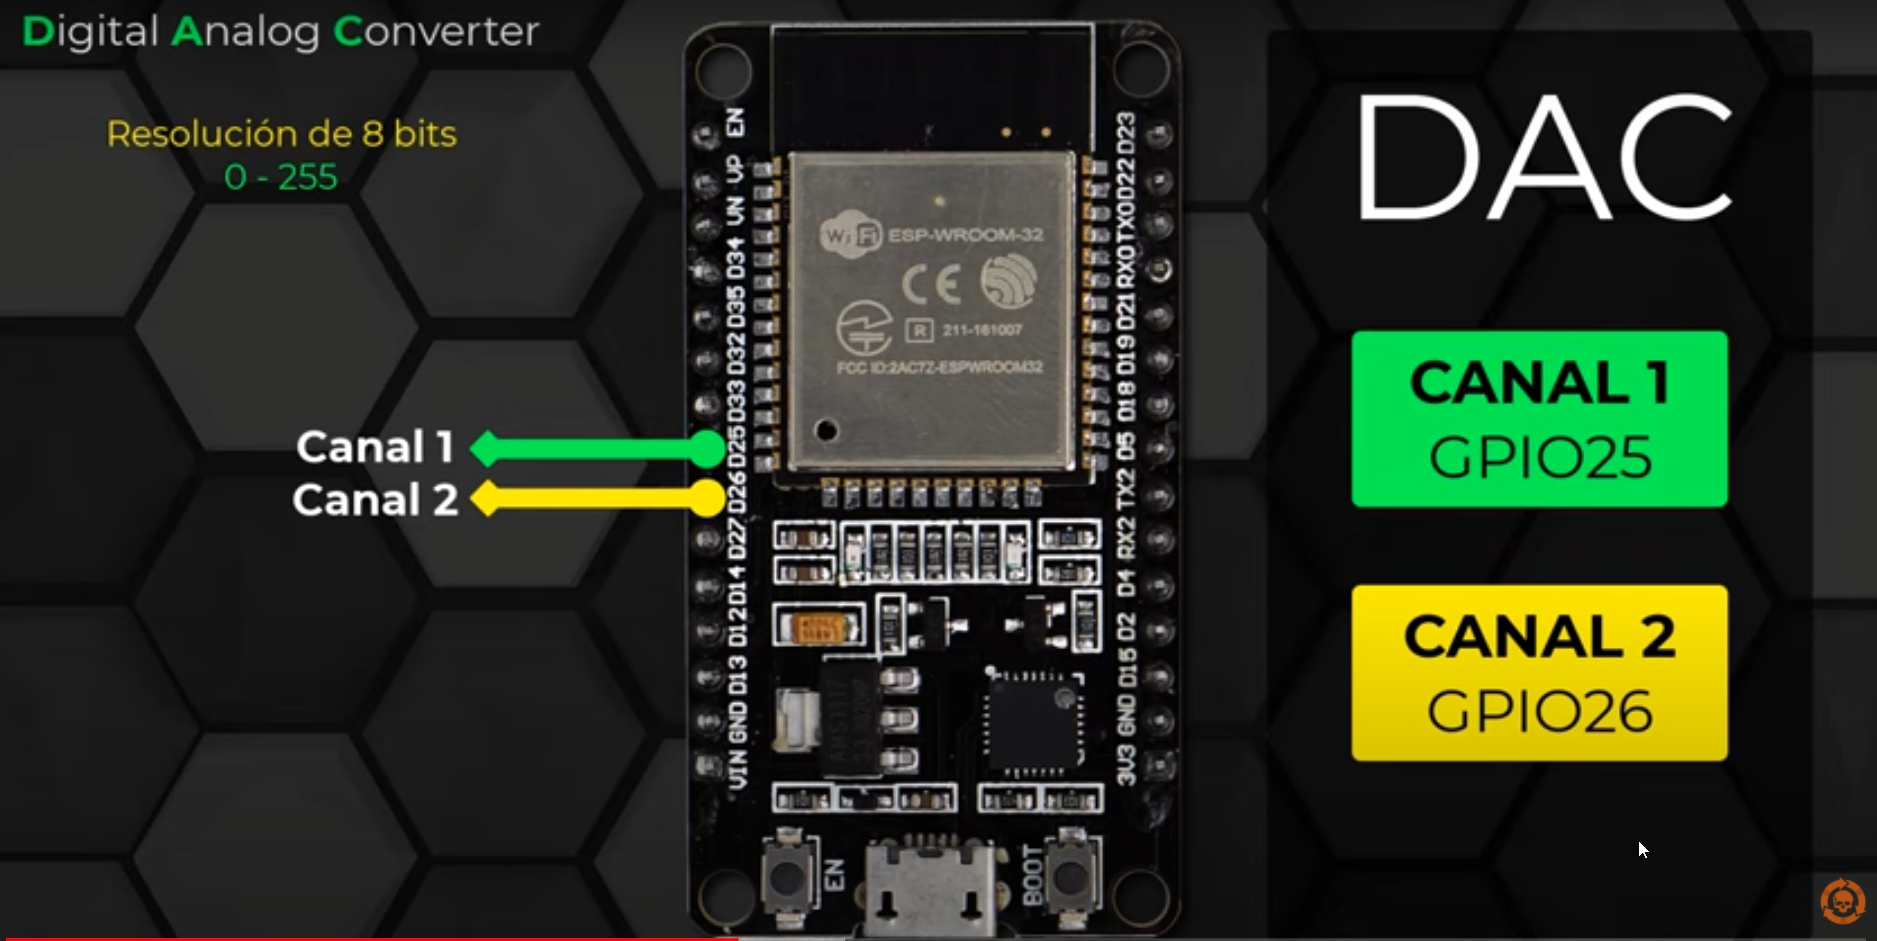 Digital Analog Converter
Resolución de 8 bits
0 - 255
Canal 1
Canal 2
EN
VP
VN
D34
D35
D32
D33
D25
D26
D27
D14
D12
D13
GND
VIN
WiFi ESP-WROOM-32
CE
R 211-161007
FCC ID:2AC7Z-ESPWROOM32
AMS1117
EN
BOOT
D23
D22
TX0
RX0
D21
D19
D18
D5
TX2
RX2
D4
D2
D15
GND
3V3
DAC
CANAL 1
GPIO25
CANAL 2
GPIO26